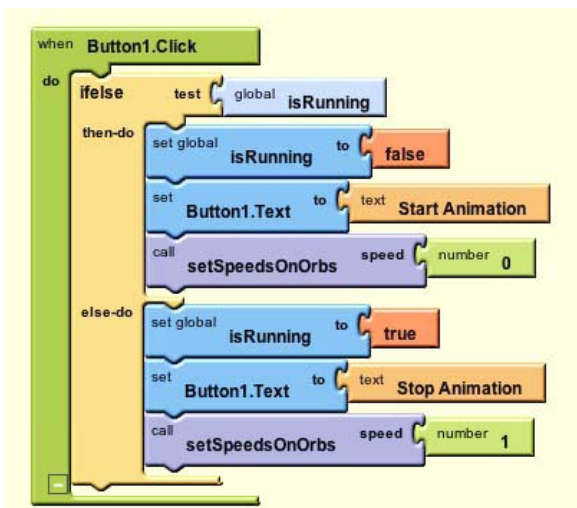 when Button1.Click
do ifelse test global isRunning
then-do set global isRunning to false
set Button1.Text to text Start Animation
call setSpeedsOnOrbs speed number 0
else-do set global isRunning to true
set Button1.Text to text Stop Animation
call setSpeedsOnOrbs speed number 1